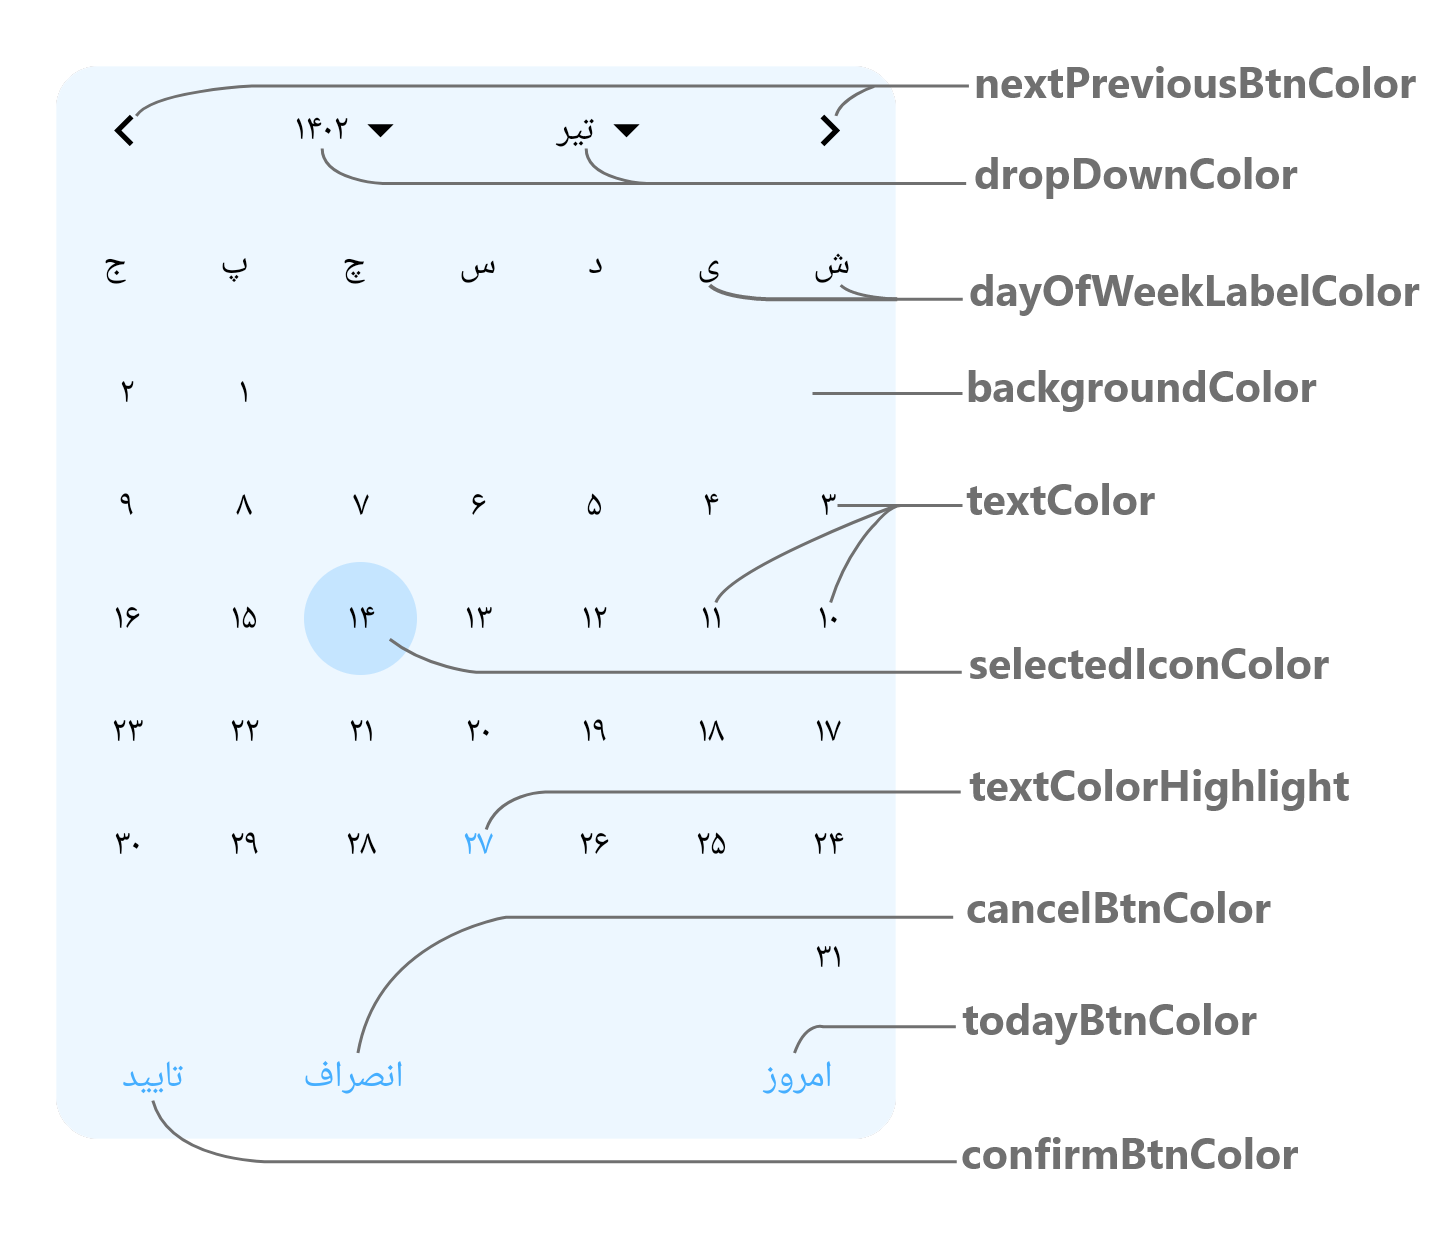 nextPreviousBtnColor
تیر ۱۴۰۲
dropDownColor
ش ی د س چ پ ج
dayOfWeekLabelColor
۱ ۲
backgroundColor
۳ ۴ ۵ ۶ ۷ ۸ ۹
textColor
۱۰ ۱۱ ۱۲ ۱۳ ۱۴ ۱۵ ۱۶
selectedIconColor
۱۷ ۱۸ ۱۹ ۲۰ ۲۱ ۲۲ ۲۳
textColorHighlight
۲۴ ۲۵ ۲۶ ۲۷ ۲۸ ۲۹ ۳۰
cancelBtnColor
۳۱
todayBtnColor
امروز انصراف تایید
confirmBtnColor